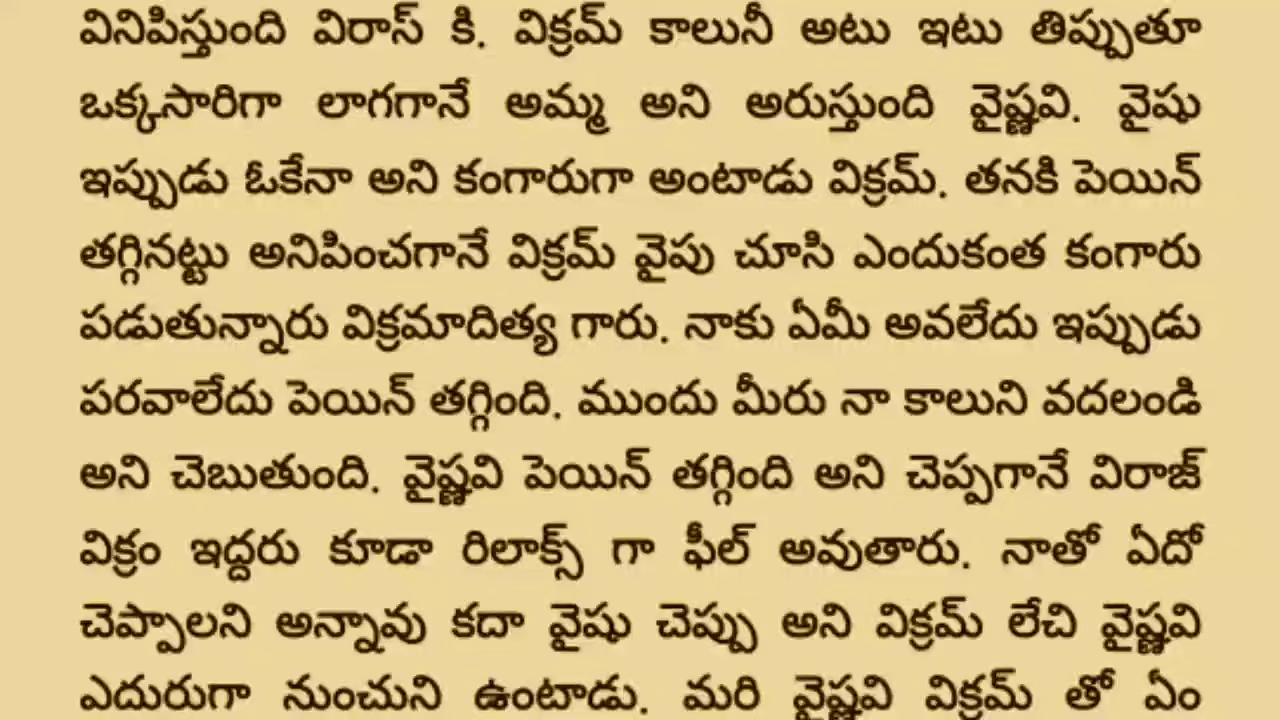 వినిపిస్తుంది విరాస్ కి. విక్రమ్ కాలునీ అటు ఇటు తిప్పుతూ
ఒక్కసారిగా లాగగానే అమ్మ అని అరుస్తుంది వైష్ణవి. వైషు
ఇప్పుడు ఓకేనా అని కంగారుగా అంటాడు విక్రమ్. తనకి పెయిన్
తగ్గినట్టు అనిపించగానే విక్రమ్ వైపు చూసి ఎందుకంత కంగారు
పడుతున్నారు విక్రమాదిత్య గారు. నాకు ఏమీ అవలేదు ఇప్పుడు
పరవాలేదు పెయిన్ తగ్గింది. ముందు మీరు నా కాలుని వదలండి
అని చెబుతుంది. వైష్ణవి పెయిన్ తగ్గింది అని చెప్పగానే విరాజ్
విక్రం ఇద్దరు కూడా రిలాక్స్ గా ఫీల్ అవుతారు. నాతో ఏదో
చెప్పాలని అన్నావు కదా వైషు చెప్పు అని విక్రమ్ లేచి వైష్ణవి
ఎదురుగా నుంచుని ఉంటాడు. మరి వైష్ణవి విక్రమ్ తో ఏం